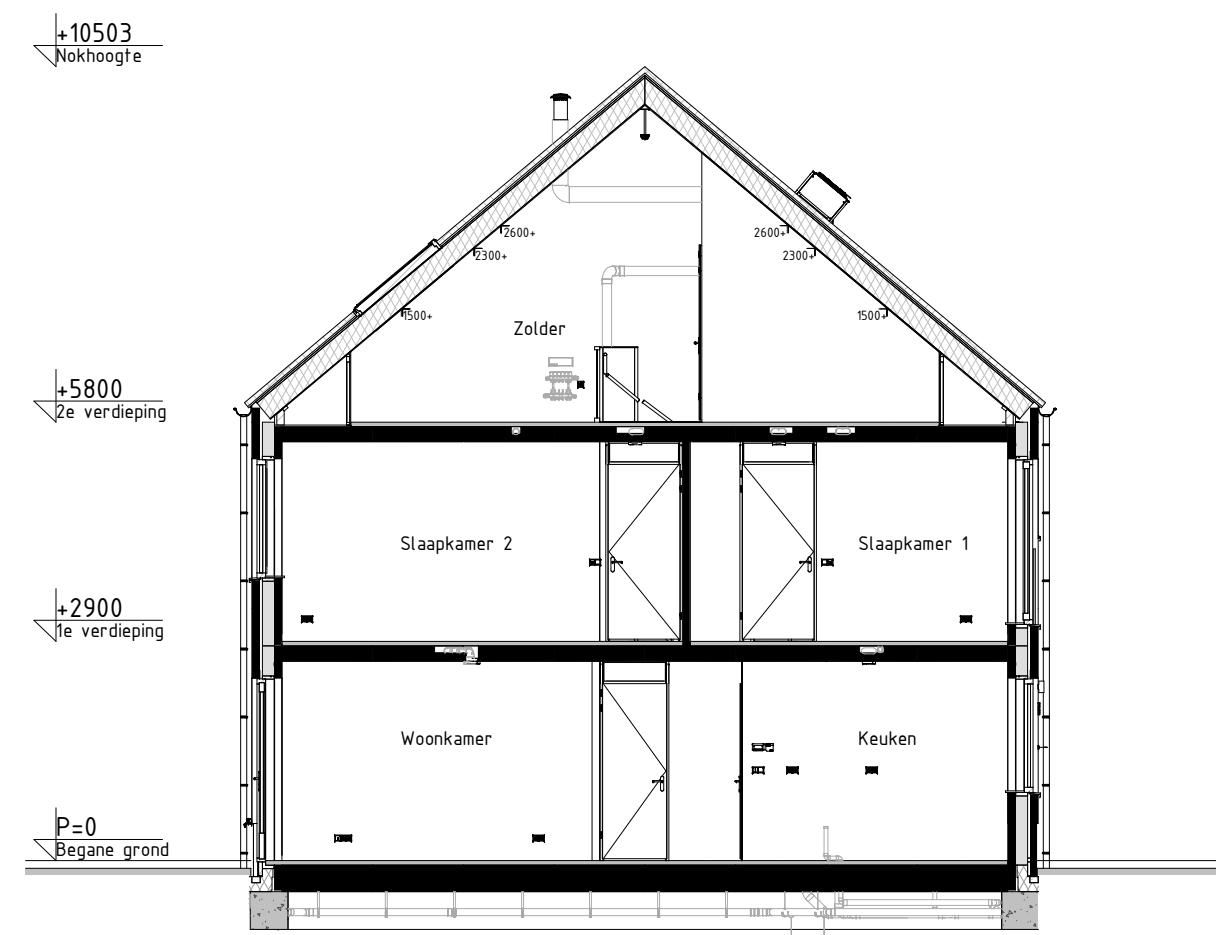 +10503
Nokhoogte
2600+
2600+
2300+
2300+
1500+
1500+
Zolder
+5800
2e verdieping
Slaapkamer 2
Slaapkamer 1
+2900
1e verdieping
Woonkamer
Keuken
P=0
Begane grond